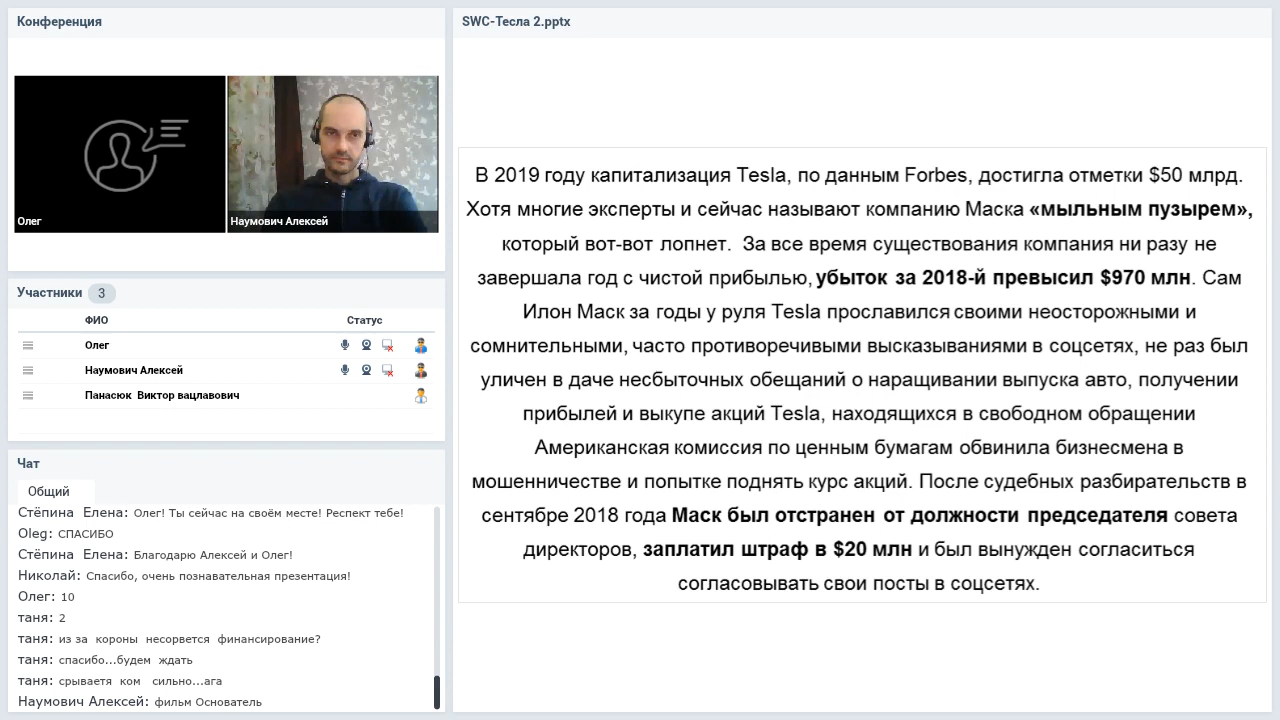 Конференция
Олег
Наумович Алексей
Участники 3
ФИО Статус
Олег
Наумович Алексей
Панасюк Виктор вацлавович
Чат
Общий
Стёпина Елена: Олег! Ты сейчас на своём месте! Респект тебе!
Oleg: СПАСИБО
Стёпина Елена: Благодарю Алексей и Олег!
Николай: Спасибо, очень познавательная презентация!
Олег: 10
таня: 2
таня: из за короны несорвется финансирование?
таня: спасибо...будем ждать
таня: срываетя ком сильно...ага
Наумович Алексей: фильм Основатель
SWC-Тесла 2.pptx
В 2019 году капитализация Tesla, по данным Forbes, достигла отметки $50 млрд.
Хотя многие эксперты и сейчас называют компанию Маска «мыльным пузырем»,
который вот-вот лопнет. За все время существования компания ни разу не
завершала год с чистой прибылью, убыток за 2018-й превысил $970 млн. Сам
Илон Маск за годы у руля Tesla прославился своими неосторожными и
сомнительными, часто противоречивыми высказываниями в соцсетях, не раз был
уличен в даче несбыточных обещаний о наращивании выпуска авто, получении
прибылей и выкупе акций Tesla, находящихся в свободном обращении
Американская комиссия по ценным бумагам обвинила бизнесмена в
мошенничестве и попытке поднять курс акций. После судебных разбирательств в
сентябре 2018 года Маск был отстранен от должности председателя совета
директоров, заплатил штраф в $20 млн и был вынужден согласиться
согласовывать свои посты в соцсетях.